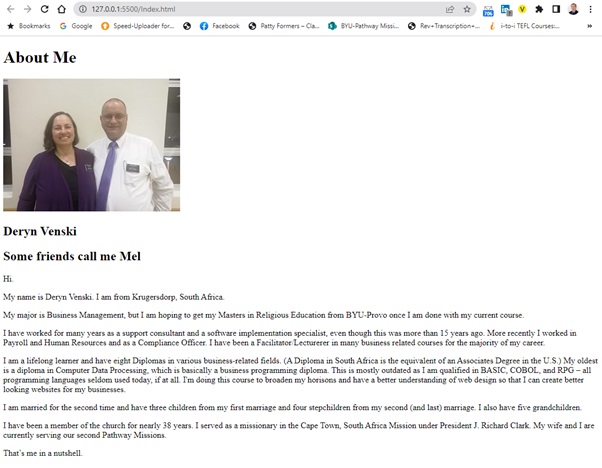 127.0.0.1:5500/Index.html
Bookmarks G Google Speed-Uploader for... Facebook Patty Formers – Cla... BYU-Pathway Missi... Rev+Transcription+... i-to-i TEFL Courses:...
About Me
Deryn Venski
Some friends call me Mel
Hi.
My name is Deryn Venski. I am from Krugersdorp, South Africa.
My major is Business Management, but I am hoping to get my Masters in Religious Education from BYU-Provo once I am done with my current course.
I have worked for many years as a support consultant and a software implementation specialist, even though this was more than 15 years ago. More recently I worked in
Payroll and Human Resources and as a Compliance Officer. I have been a Facilitator/Lecturerer in many business related courses for the majority of my career.
I am a lifelong learner and have eight Diplomas in various business-related fields. (A Diploma in South Africa is the equivalent of an Associates Degree in the U.S.) My oldest
is a diploma in Computer Data Processing, which is basically a business programming diploma. This is mostly outdated as I am qualified in BASIC, COBOL, and RPG – all
programming languages seldom used today, if at all. I'm doing this course to broaden my horisons and have a better understanding of web design so that I can create better
looking websites for my businesses.
I am married for the second time and have three children from my first marriage and four stepchildren from my second (and last) marriage. I also have five grandchildren.
I have been a member of the church for nearly 38 years. I served as a missionary in the Cape Town, South Africa Mission under President J. Richard Clark. My wife and I are
currently serving our second Pathway Missions.
That's me in a nutshell.